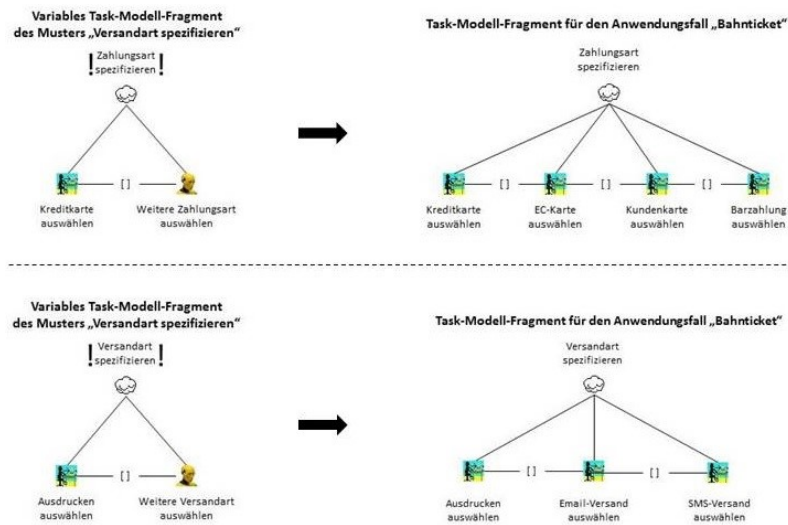 Variables Task-Modell-Fragment
des Musters „Versandart spezifizieren“
Task-Modell-Fragment für den Anwendungsfall „Bahnticket“
! Zahlungsart !
spezifizieren
Zahlungsart
spezifizieren
[ ]
[ ]
[ ]
[ ]
Kreditkarte
auswählen
Weitere Zahlungsart
auswählen
Kreditkarte
auswählen
EC-Karte
auswählen
Kundenkarte
auswählen
Barzahlung
auswählen
Variables Task-Modell-Fragment
des Musters „Versandart spezifizieren“
Task-Modell-Fragment für den Anwendungsfall „Bahnticket“
! Versandart !
spezifizieren
Versandart
spezifizieren
[ ]
[ ]
[ ]
Ausdrucken
auswählen
Weitere Versandart
auswählen
Ausdrucken
auswählen
Email-Versand
auswählen
SMS-Versand
auswählen